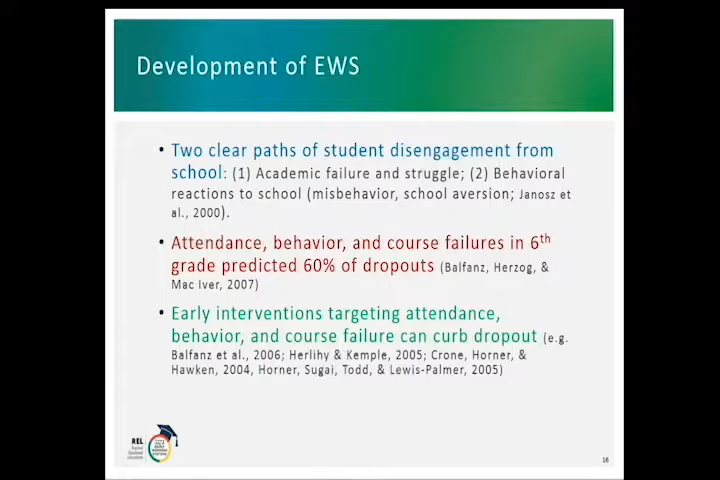 Development of EWS
• Two clear paths of student disengagement from
school: (1) Academic failure and struggle; (2) Behavioral
reactions to school (misbehavior, school aversion; Janosz et
al., 2000).
• Attendance, behavior, and course failures in 6th
grade predicted 60% of dropouts (Balfanz, Herzog, &
Mac Iver, 2007)
• Early interventions targeting attendance,
behavior, and course failure can curb dropout (e.g.
Balfanz et al., 2006; Herlihy & Kemple, 2005; Crone, Horner, &
Hawken, 2004, Horner, Sugai, Todd, & Lewis-Palmer, 2005)
REL
16